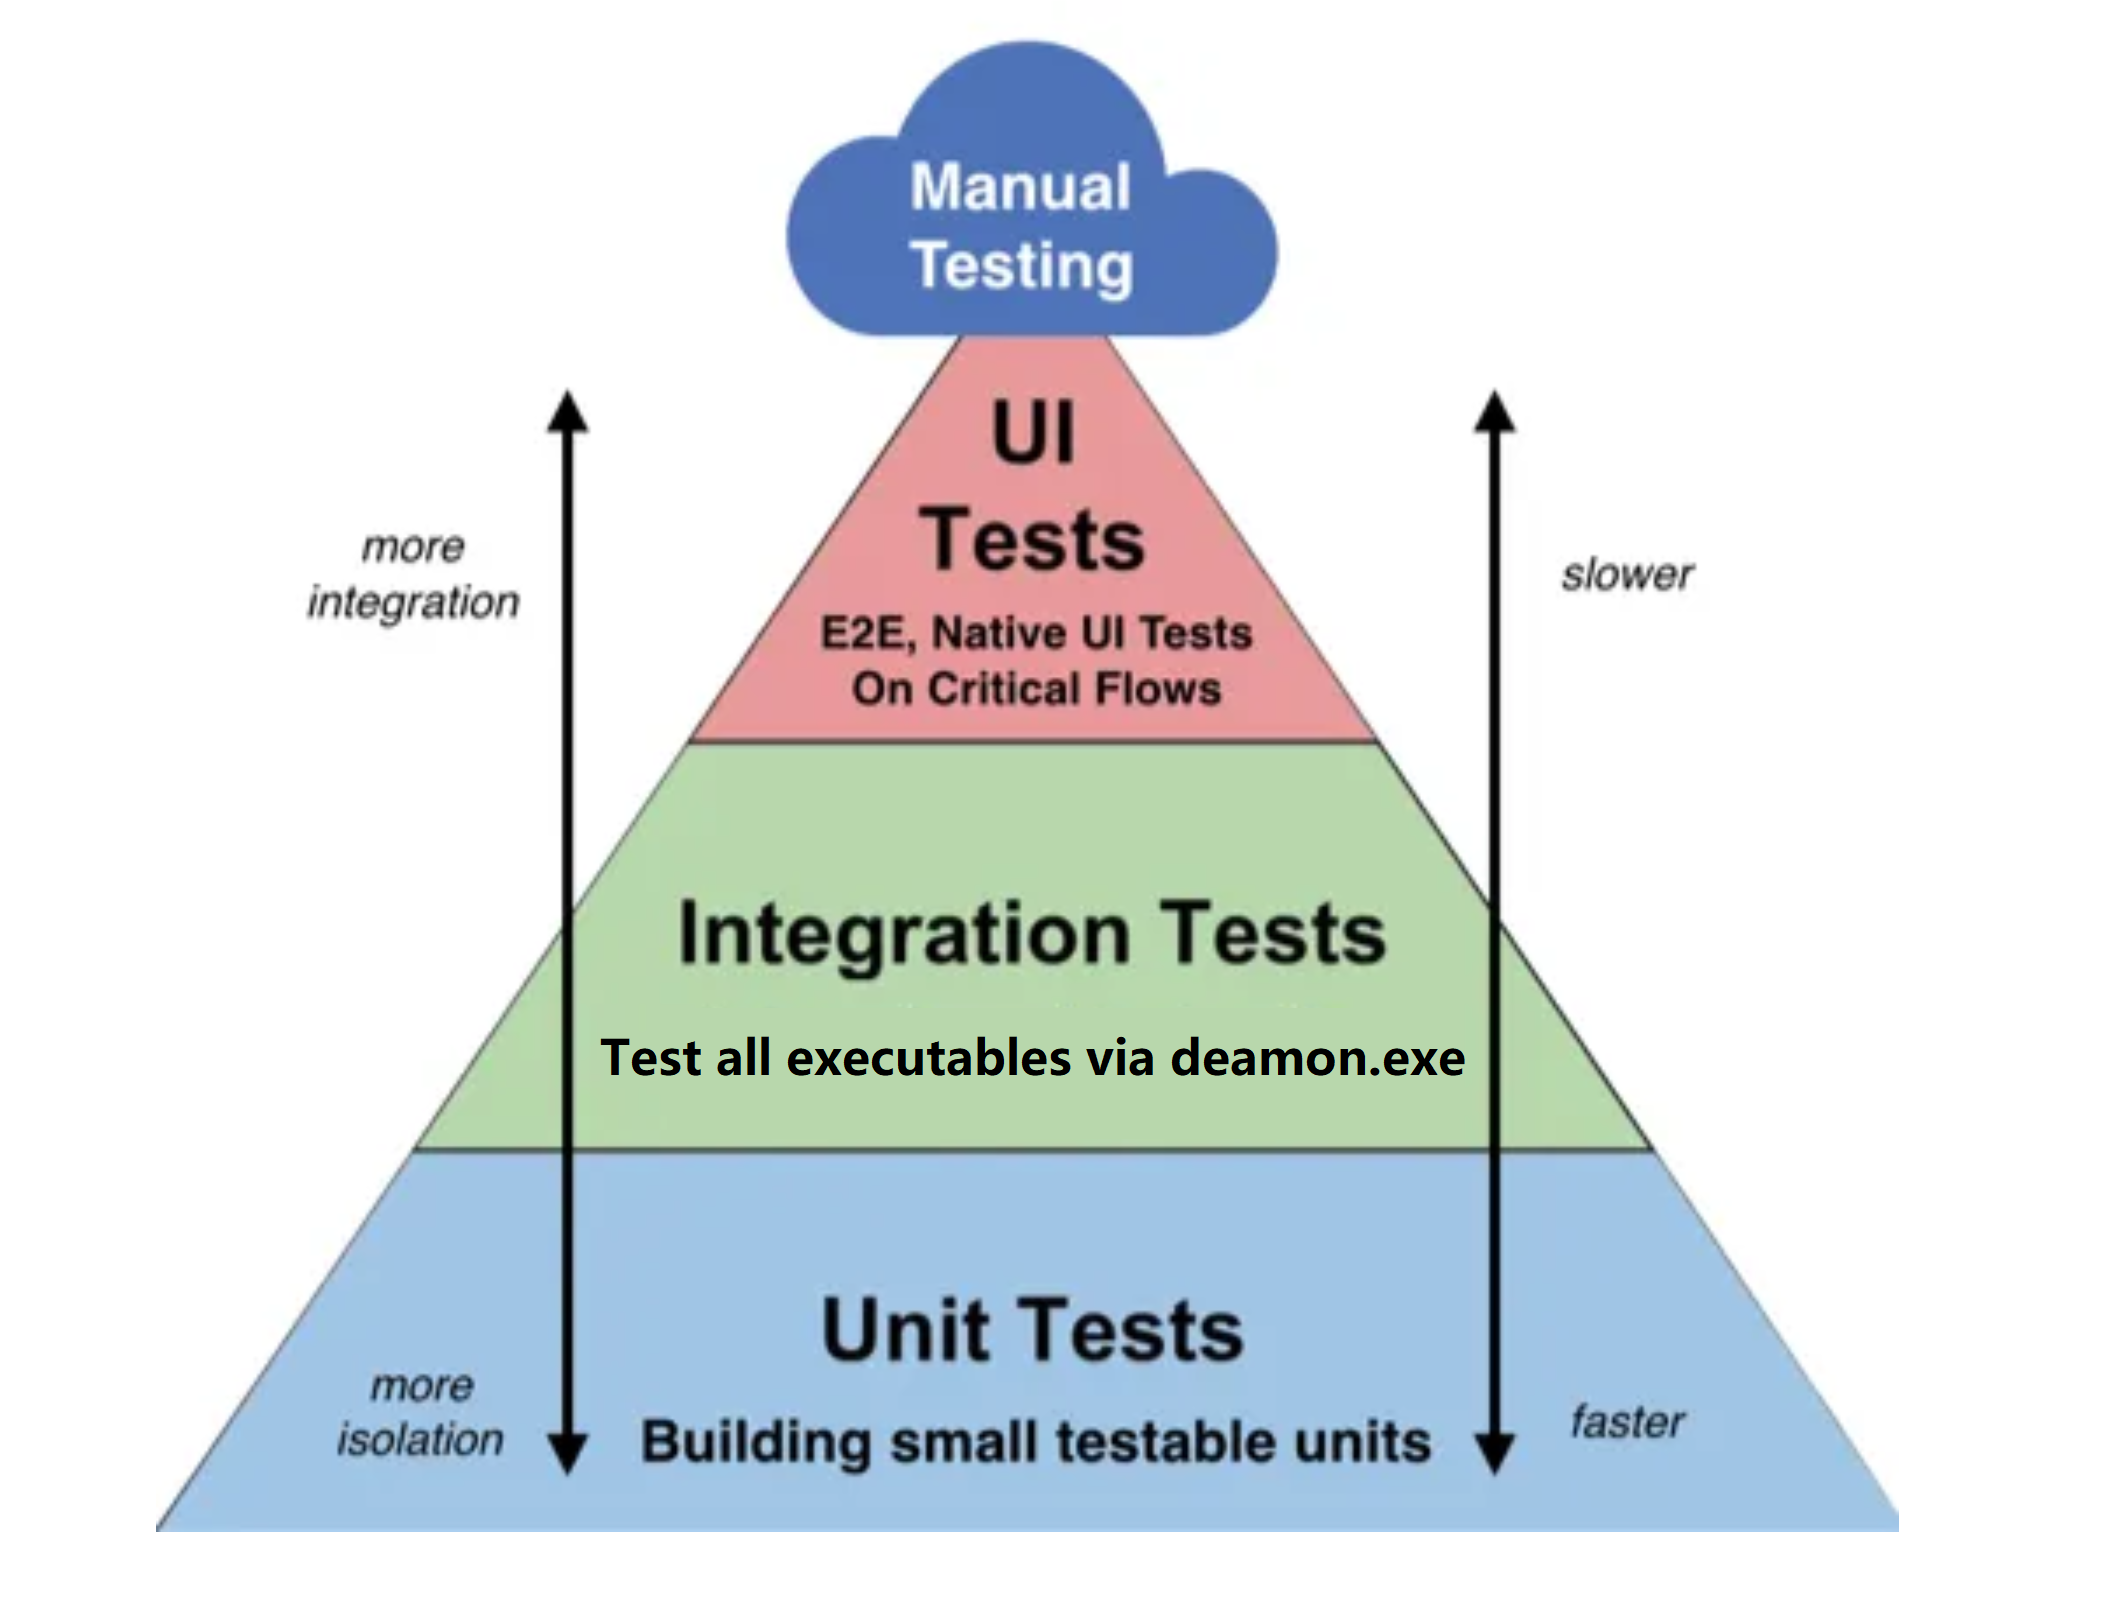 Manual
Testing
UI
Tests
more
integration
slower
E2E, Native UI Tests
On Critical Flows
Integration Tests
Test all executables via deamon.exe
Unit Tests
more
isolation
Building small testable units
faster